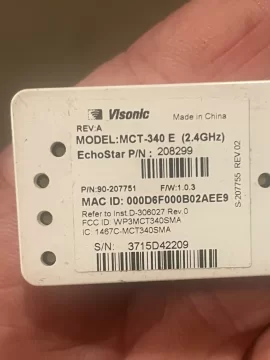 Visonic
Made in China
REV:A
MODEL:MCT-340 E (2.4GHz)
EchoStar P/N : 208299
P/N:90-207751 F/W:1.0.3
MAC ID: 000D6F000B02AEE9
Refer to Inst.D-306027 Rev.0
FCC ID: WP3MCT340SMA
IC: 1467C-MCT340SMA
S/N: 3715D42209
S-207755 REV 02